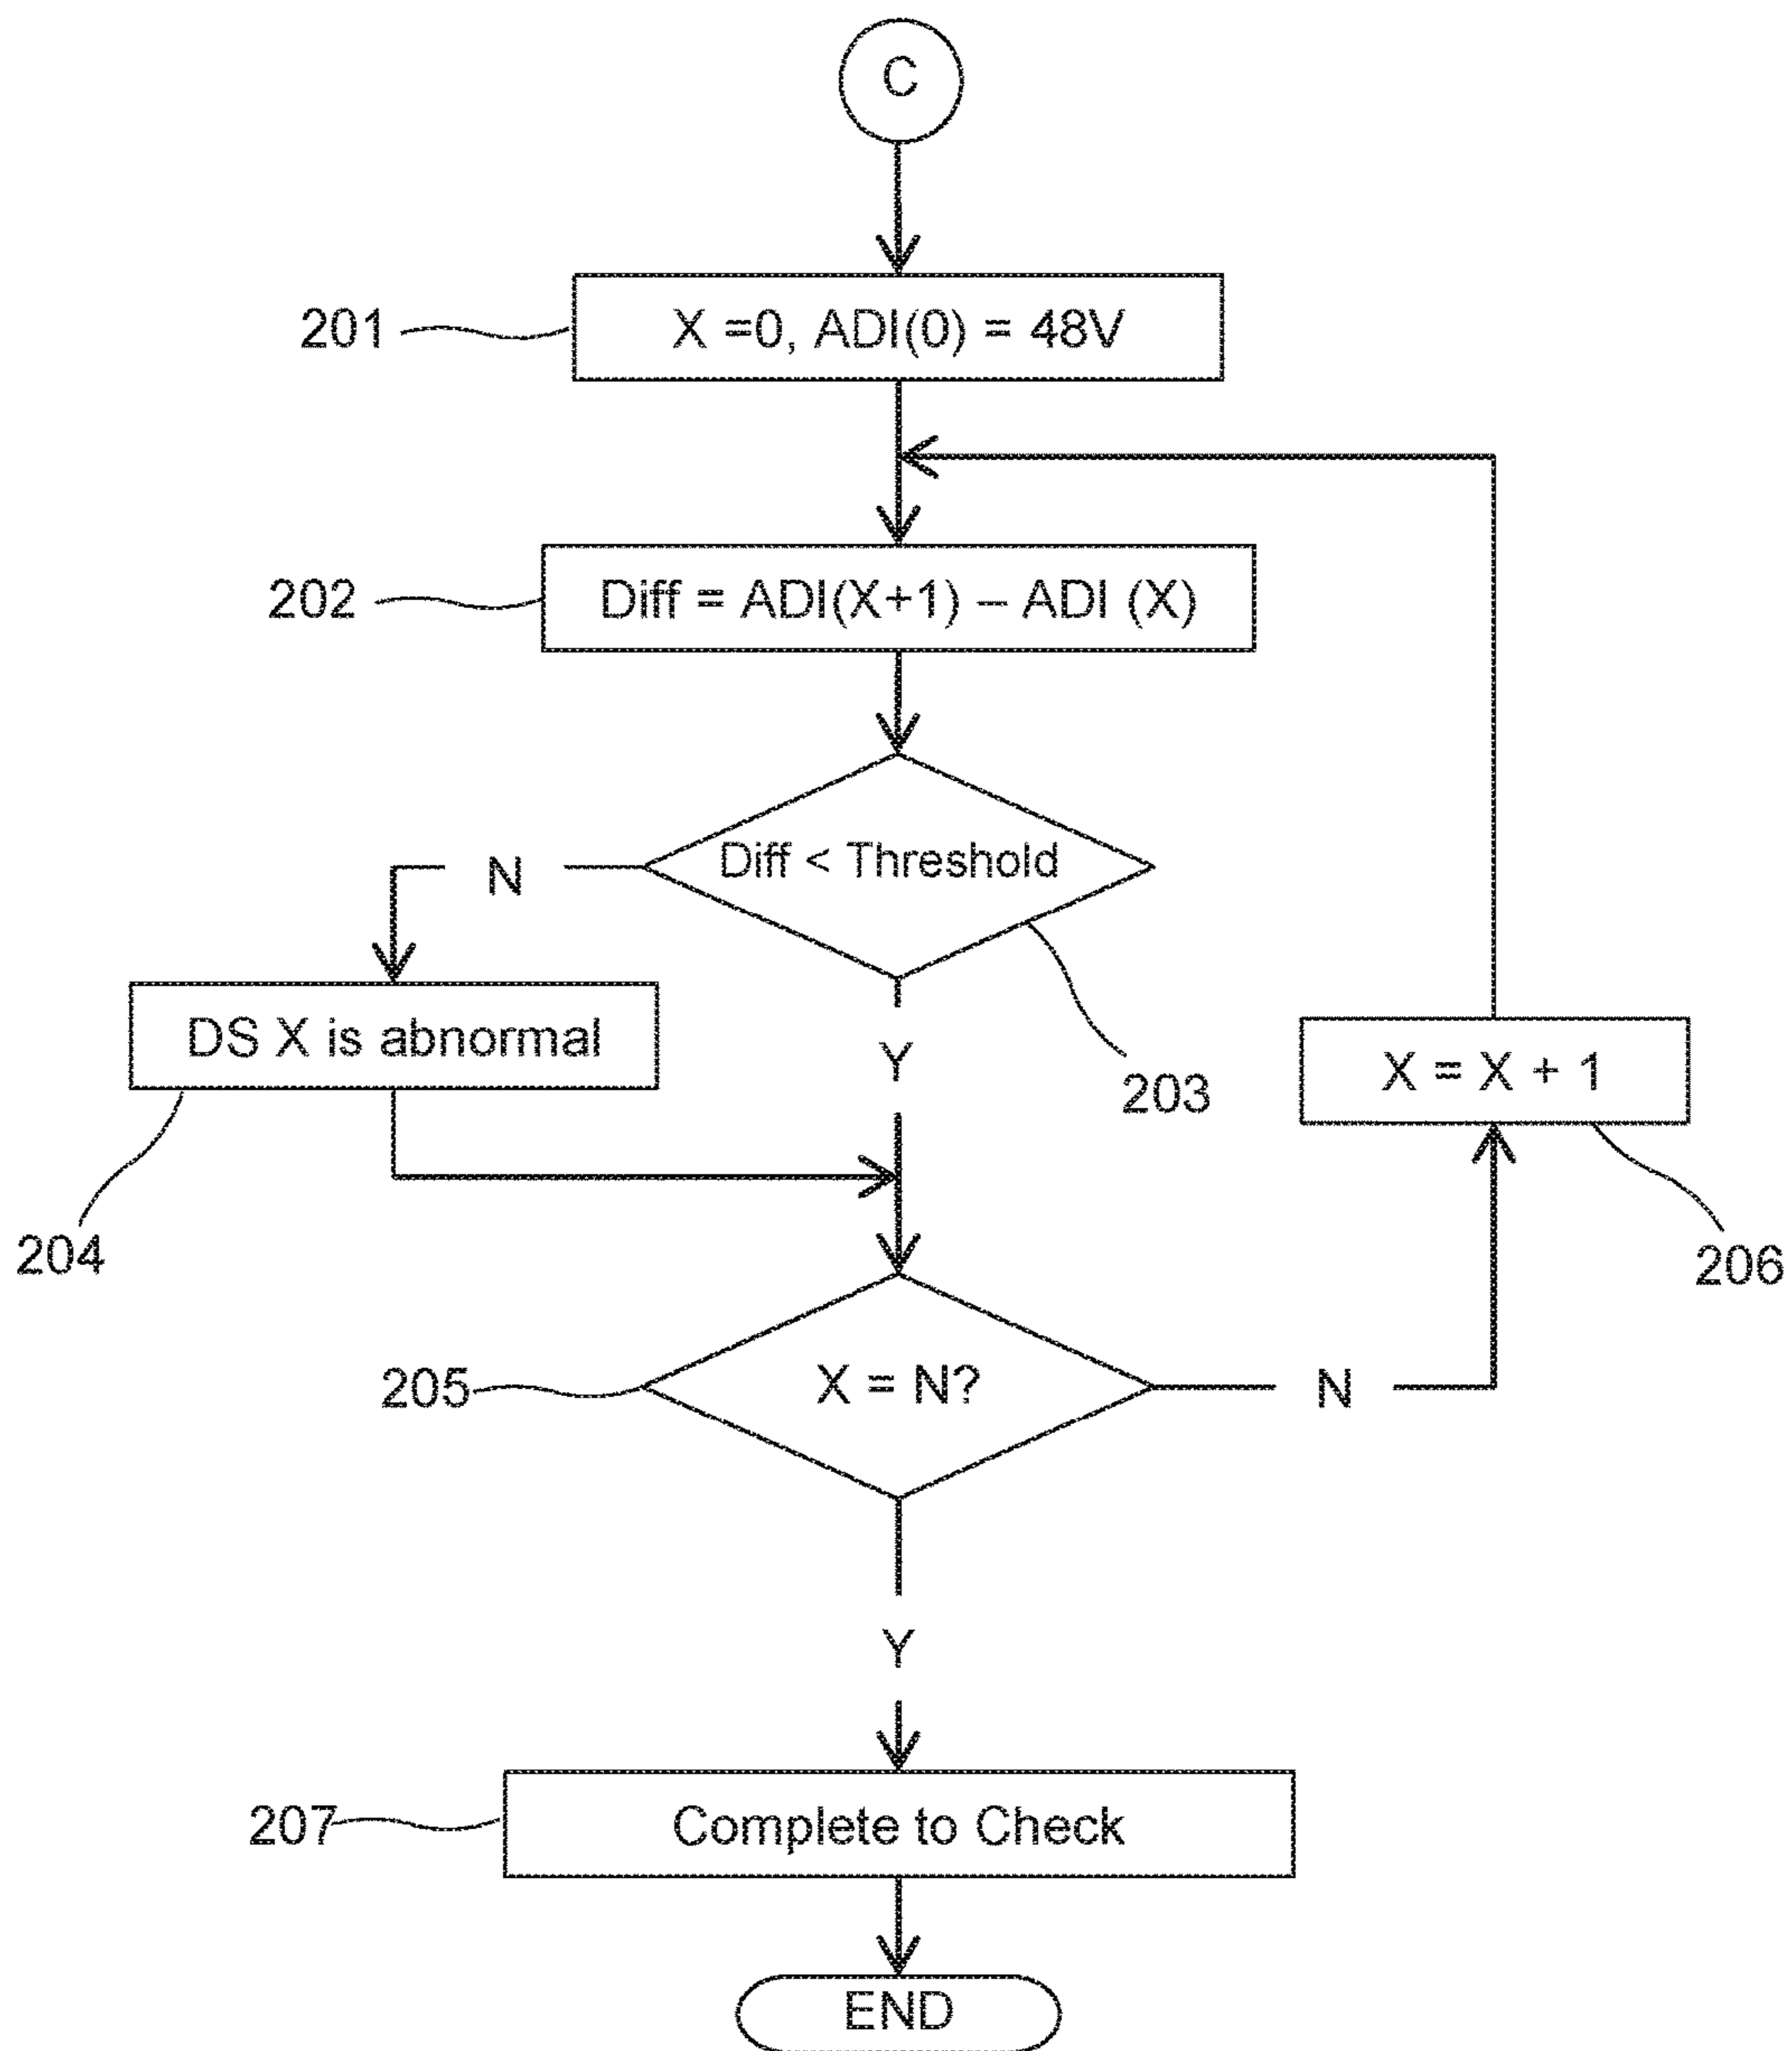 C
201
X =0, ADI(0) = 48V
202
Diff = ADI(X+1) – ADI (X)
Diff < Threshold
N
DS X is abnormal
Y
203
X = X + 1
204
206
205
X = N?
N
Y
207
Complete to Check
END